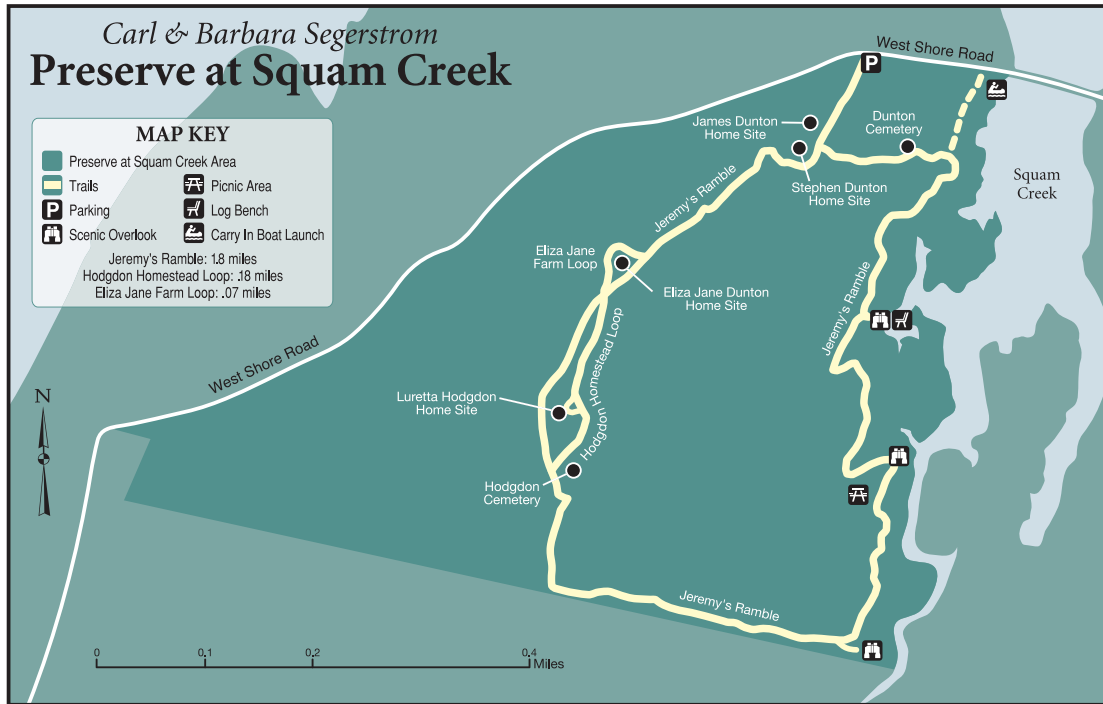 Carl & Barbara Segerstrom
Preserve at Squam Creek
MAP KEY
Preserve at Squam Creek Area
Trails
Picnic Area
P
Parking
Log Bench
Scenic Overlook
Carry In Boat Launch
Jeremy's Ramble: 1.8 miles
Hodgdon Homestead Loop: .18 miles
Eliza Jane Farm Loop: .07 miles
West Shore Road
P
James Dunton
Home Site
Dunton
Cemetery
Stephen Dunton
Home Site
Squam
Creek
Jeremy's Ramble
Eliza Jane
Farm Loop
Eliza Jane Dunton
Home Site
Jeremy's Ramble
Hodgdon Homestead Loop
West Shore Road
Luretta Hodgdon
Home Site
Hodgdon
Cemetery
N
Jeremy's Ramble
0
0.1
0.2
0.4
Miles